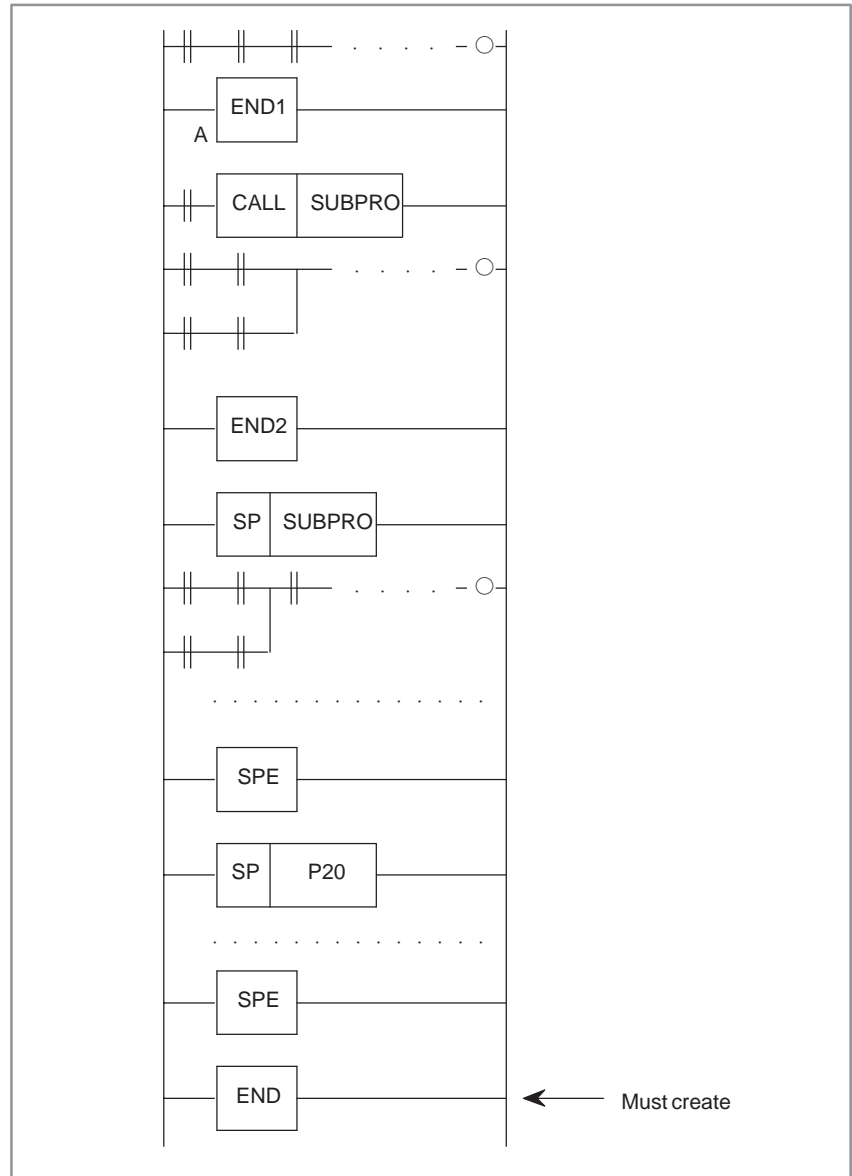 END1
A
CALL SUBPRO
END2
SP SUBPRO
SPE
SP P20
SPE
END
Must create